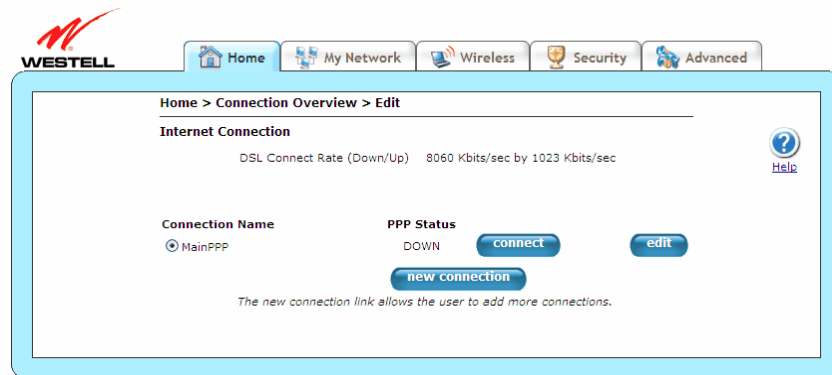 WESTELL
Home My Network Wireless Security Advanced
Home > Connection Overview > Edit
Internet Connection
DSL Connect Rate (Down/Up) 8060 Kbits/sec by 1023 Kbits/sec
Help
Connection Name PPP Status
MainPPP DOWN connect edit
new connection
The new connection link allows the user to add more connections.